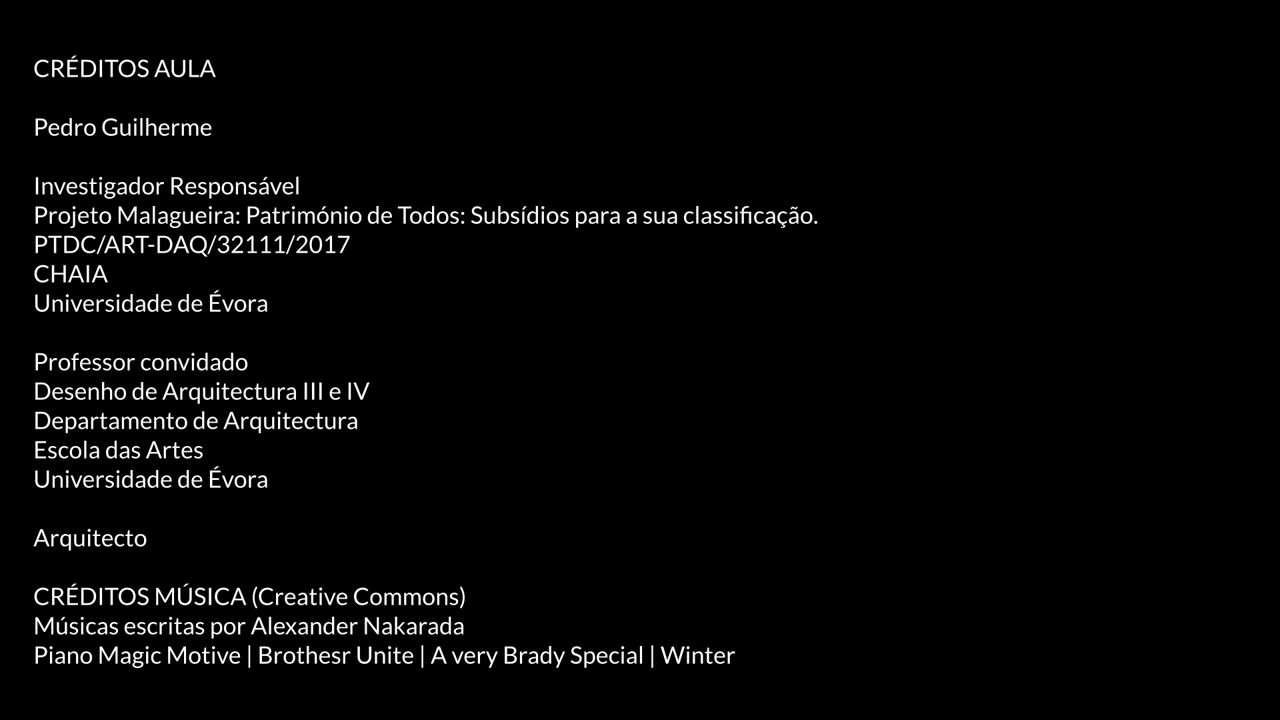 CRÉDITOS AULA
Pedro Guilherme
Investigador Responsável
Projeto Malagueira: Património de Todos: Subsídios para a sua classificação.
PTDC/ART-DAQ/32111/2017
CHAIA
Universidade de Évora
Professor convidado
Desenho de Arquitectura III e IV
Departamento de Arquitectura
Escola das Artes
Universidade de Évora
Arquitecto
CRÉDITOS MÚSICA (Creative Commons)
Músicas escritas por Alexander Nakarada
Piano Magic Motive | Brothesr Unite | A very Brady Special | Winter